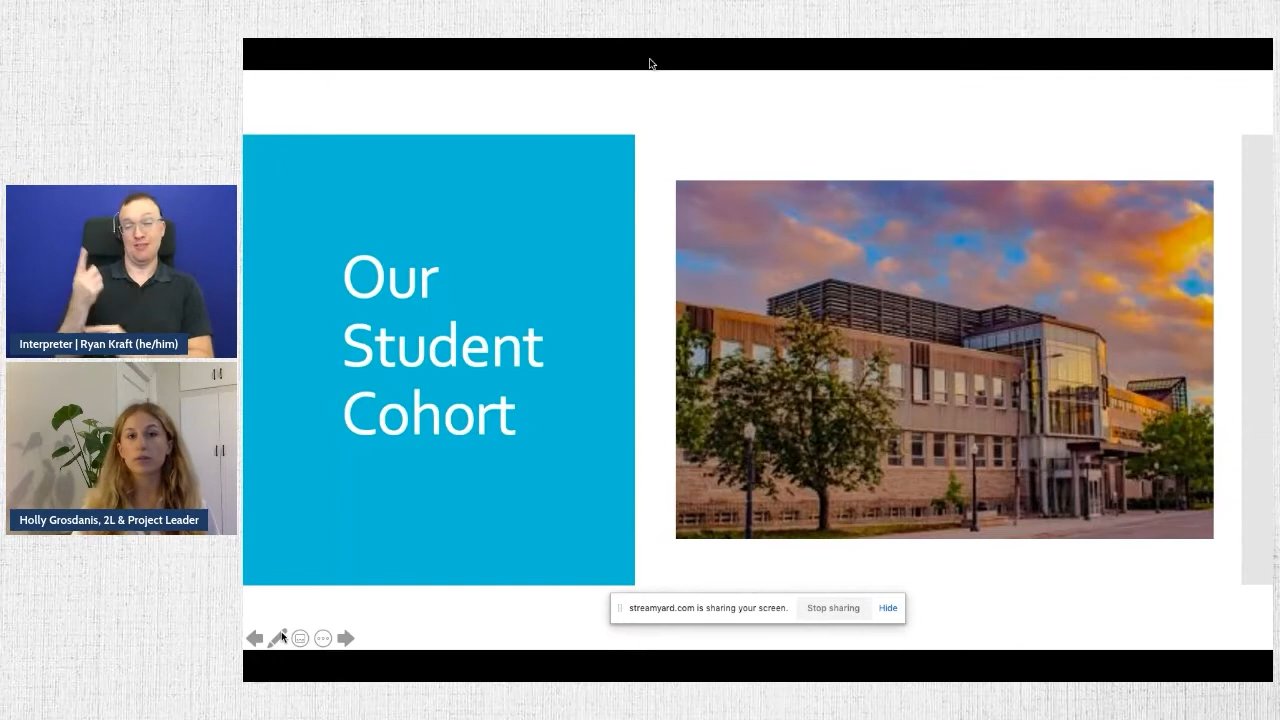 Interpreter | Ryan Kraft (he/him)
Holly Grosdanis, 2L & Project Leader
Our
Student
Cohort
streamyard.com is sharing your screen.
Stop sharing
Hide